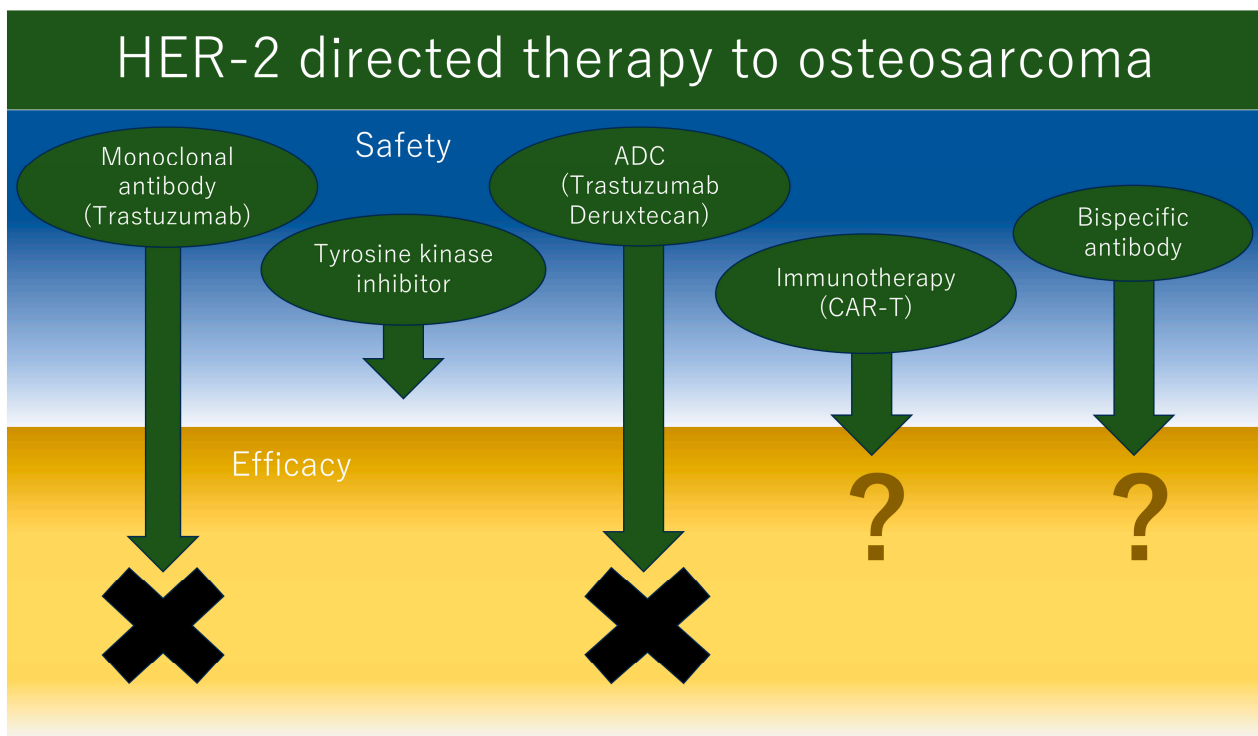 HER-2 directed therapy to osteosarcoma
Safety
Monoclonal
antibody
(Trastuzumab)
Tyrosine kinase
inhibitor
ADC
(Trastuzumab
Deruxtecan)
Immunotherapy
(CAR-T)
Bispecific
antibody
Efficacy
?
?